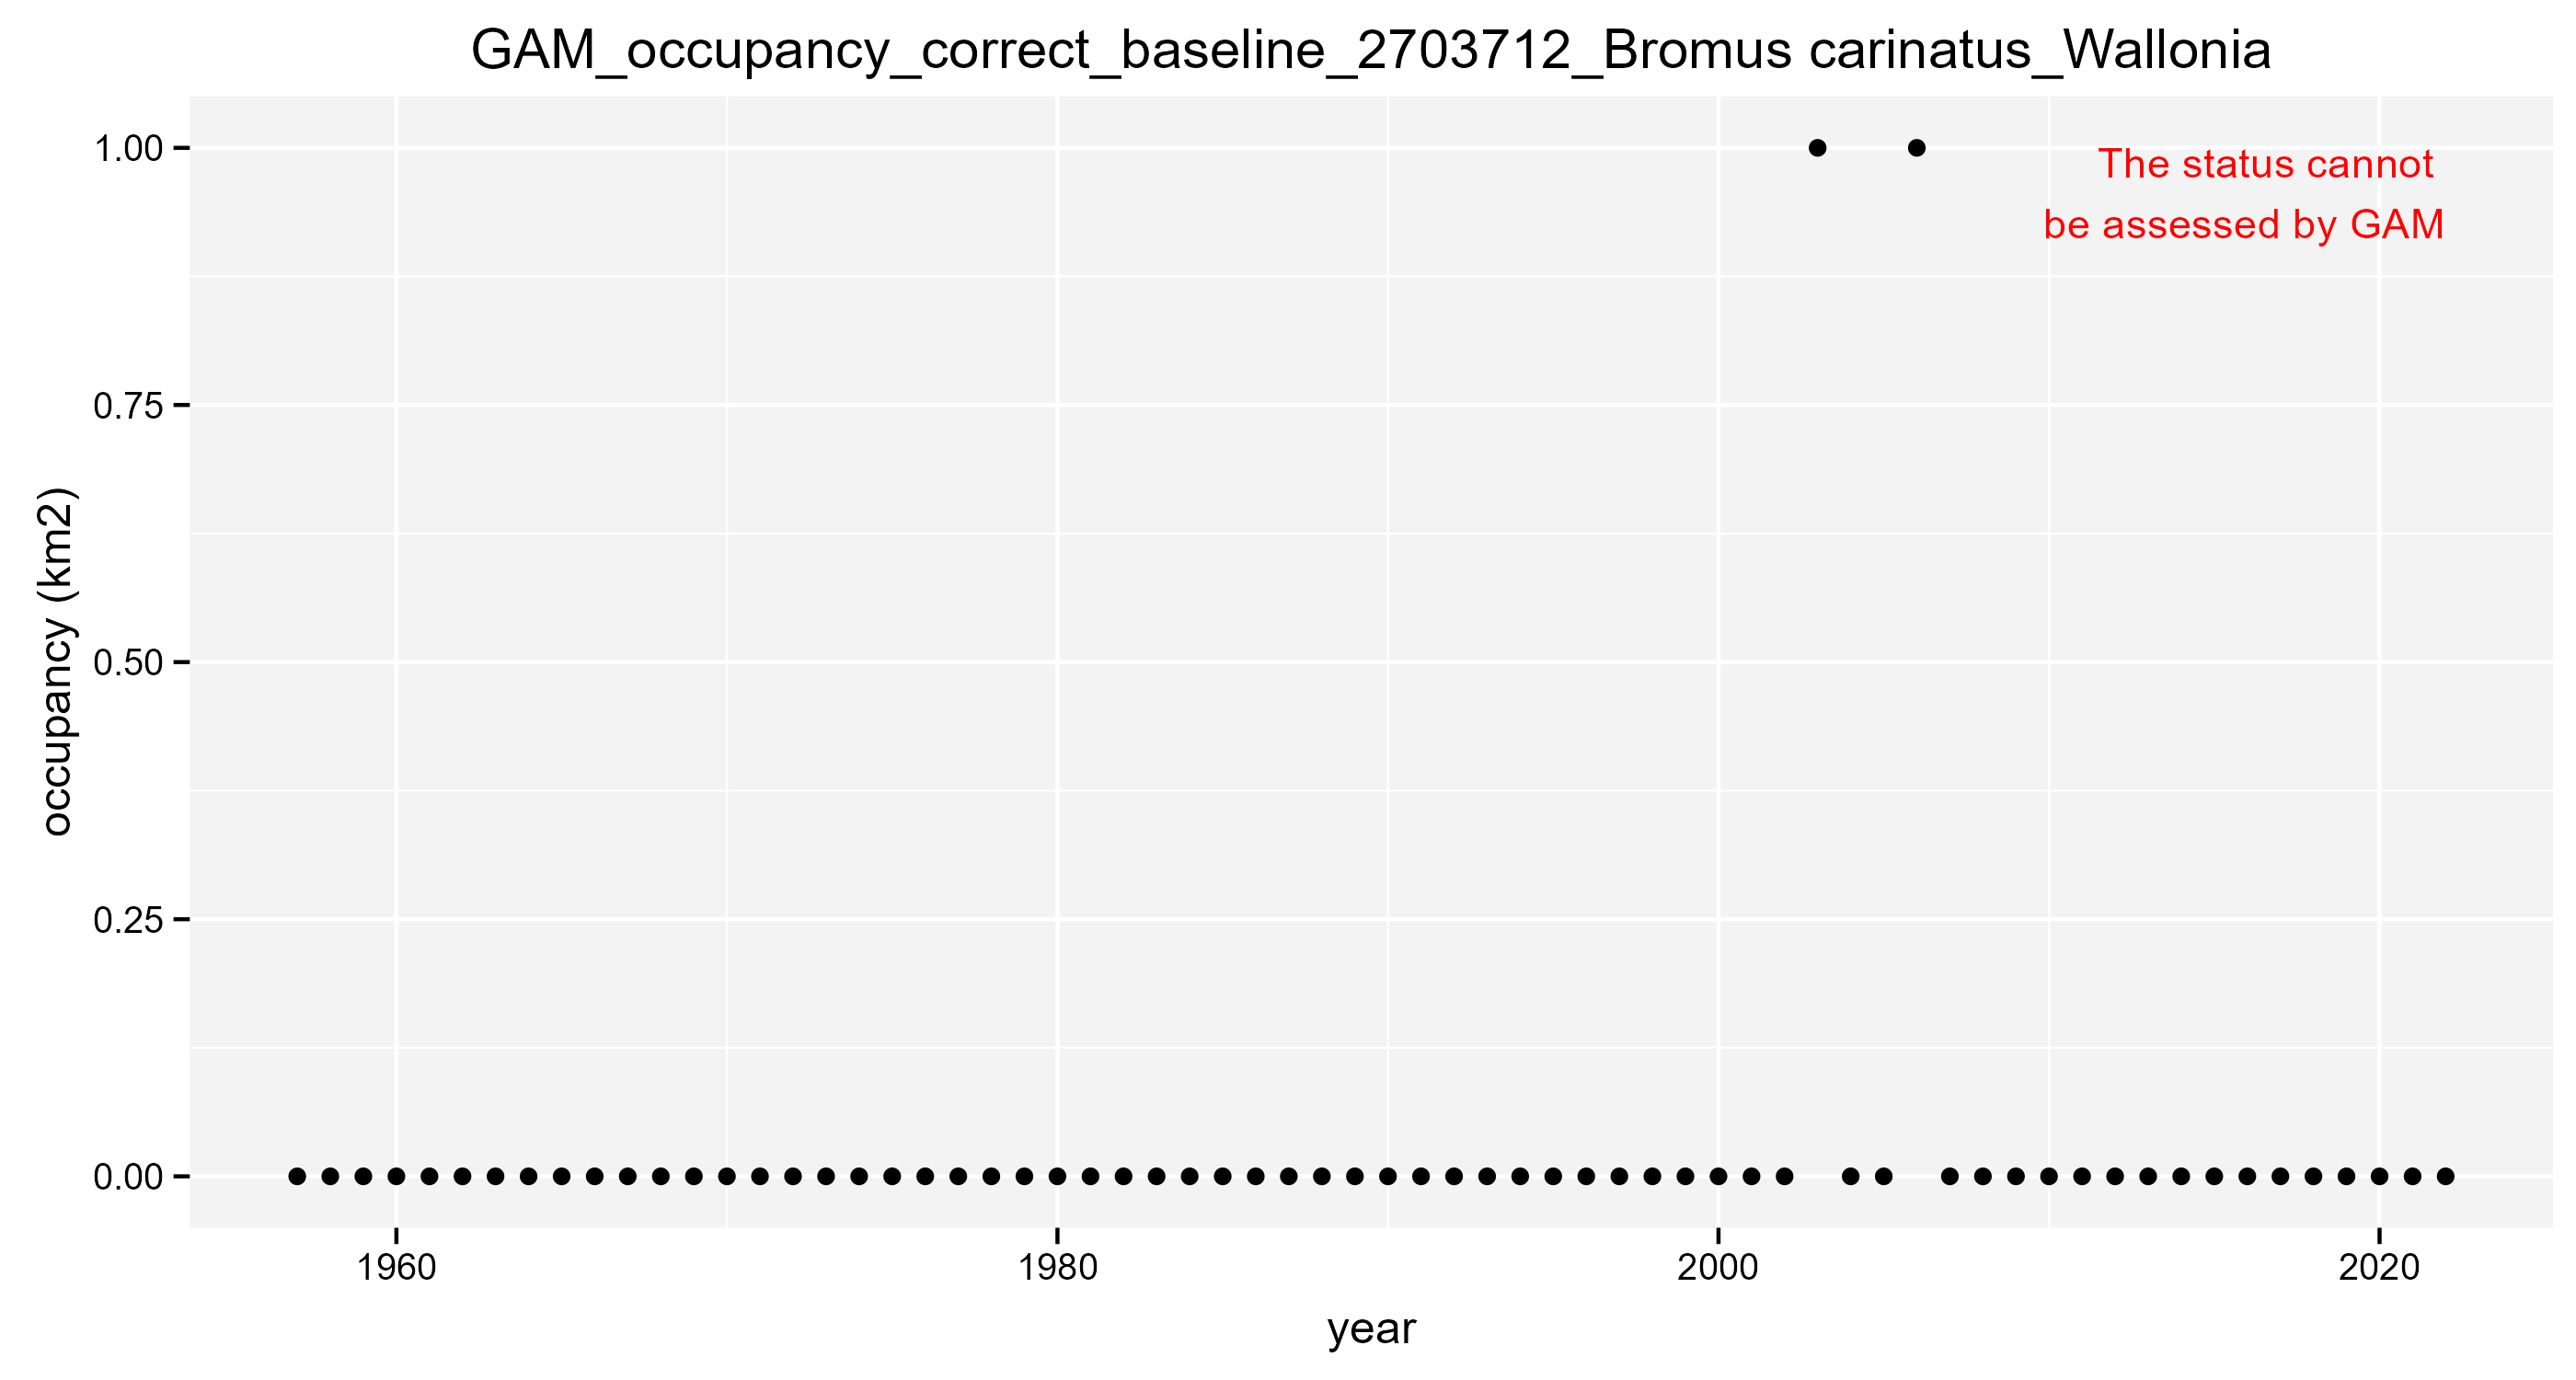 GAM_occupancy_correct_baseline_2703712_Bromus carinatus_Wallonia
The status cannot
be assessed by GAM
occupancy (km2)
1.00
0.75
0.50
0.25
0.00
1960
1980
2000
2020
year